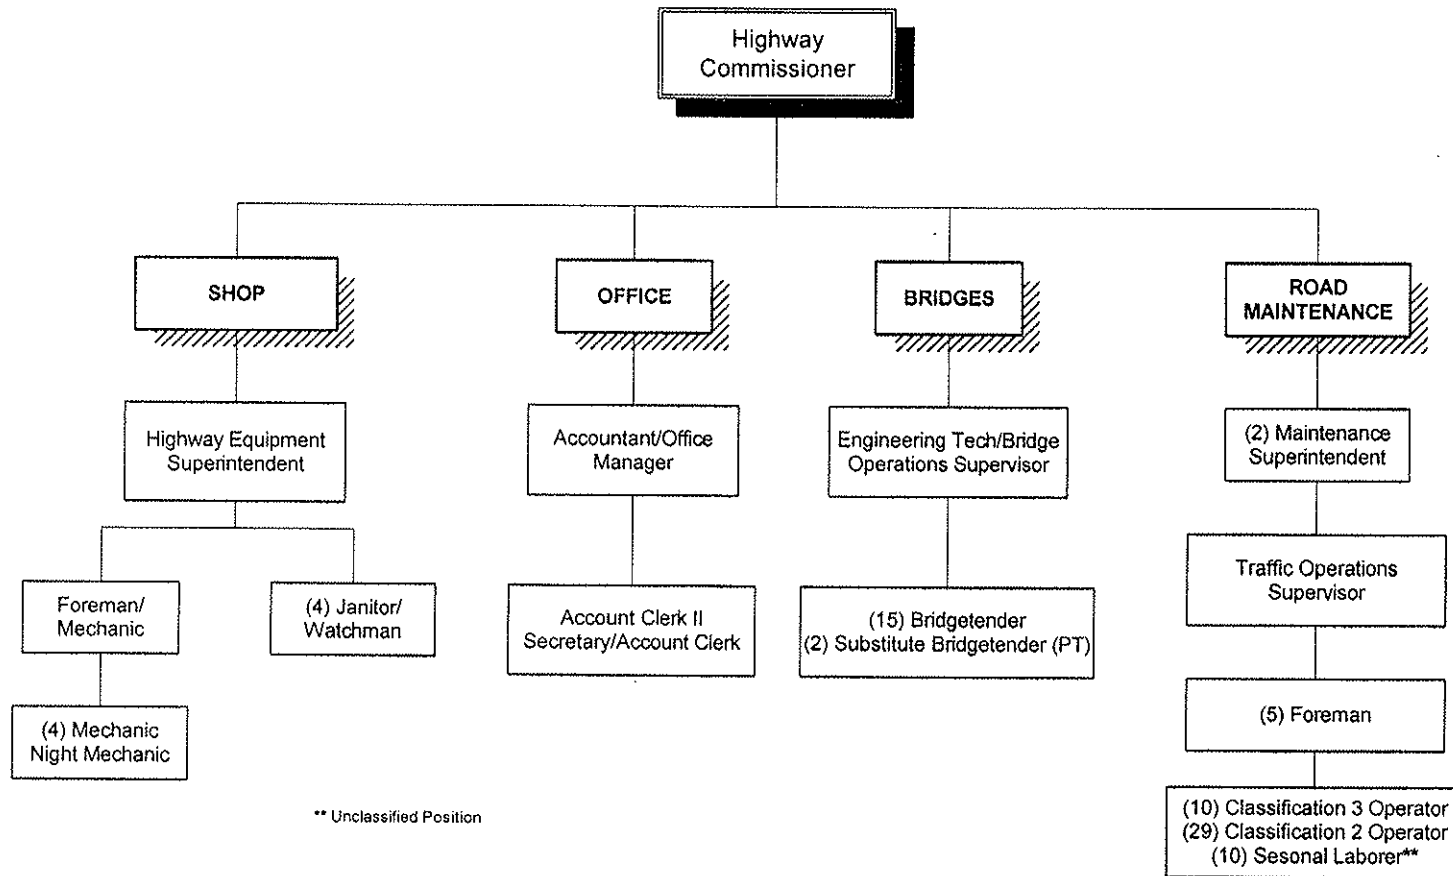 Highway
Commissioner
SHOP
OFFICE
BRIDGES
ROAD
MAINTENANCE
Highway Equipment
Superintendent
Accountant/Office
Manager
Engineering Tech/Bridge
Operations Supervisor
(2) Maintenance
Superintendent
Foreman/
Mechanic
(4) Janitor/
Watchman
Account Clerk II
Secretary/Account Clerk
(15) Bridgetender
(2) Substitute Bridgetender (PT)
Traffic Operations
Supervisor
(4) Mechanic
Night Mechanic
(5) Foreman
** Unclassified Position
(10) Classification 3 Operator
(29) Classification 2 Operator
(10) Sesonal Laborer**